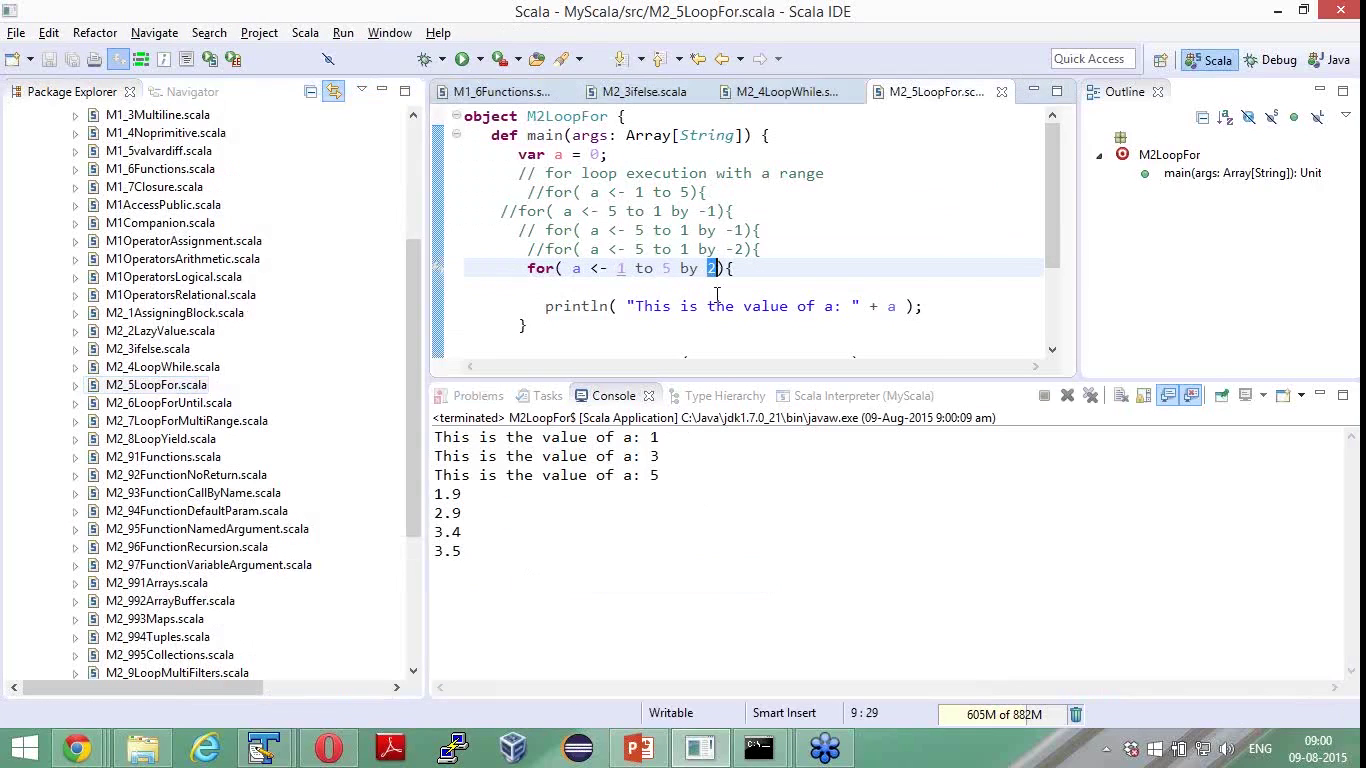 Scala - MyScala/src/M2_5LoopFor.scala - Scala IDE
File Edit Refactor Navigate Search Project Scala Run Window Help
Quick Access Scala Debug Java
Package Explorer Navigator
M1_3Multiline.scala
M1_4Noprimitive.scala
M1_5valvardiff.scala
M1_6Functions.scala
M1_7Closure.scala
M1AccessPublic.scala
M1Companion.scala
M1OperatorAssignment.scala
M1OperatorsArithmetic.scala
M1OperatorsLogical.scala
M1OperatorsRelational.scala
M2_1AssigningBlock.scala
M2_2LazyValue.scala
M2_3ifelse.scala
M2_4LoopWhile.scala
M2_5LoopFor.scala
M2_6LoopForUntil.scala
M2_7LoopForMultiRange.scala
M2_8LoopYield.scala
M2_91Functions.scala
M2_92FunctionNoReturn.scala
M2_93FunctionCallByName.scala
M2_94FunctionDefaultParam.scala
M2_95FunctionNamedArgument.scala
M2_96FunctionRecursion.scala
M2_97FunctionVariableArgument.scala
M2_991Arrays.scala
M2_992ArrayBuffer.scala
M2_993Maps.scala
M2_994Tuples.scala
M2_995Collections.scala
M2_9LoopMultiFilters.scala
M1_6Functions.s... M2_3ifelse.scala M2_4LoopWhile.s... M2_5LoopFor.sc...
object M2LoopFor {
def main(args: Array[String]) {
var a = 0;
// for loop execution with a range
//for( a <- 1 to 5){
//for( a <- 5 to 1 by -1){
// for( a <- 5 to 1 by -1){
//for( a <- 5 to 1 by -2){
for( a <- 1 to 5 by 2){
println( "This is the value of a: " + a );
}
Outline
M2LoopFor
main(args: Array[String]): Unit
Problems Tasks Console Type Hierarchy Scala Interpreter (MyScala)
<terminated> M2LoopFor$ [Scala Application] C:\Java\jdk1.7.0_21\bin\javaw.exe (09-Aug-2015 9:00:09 am)
This is the value of a: 1
This is the value of a: 3
This is the value of a: 5
1.9
2.9
3.4
3.5
Writable Smart Insert 9 : 29 605M of 882M
ENG
09:00
09-08-2015